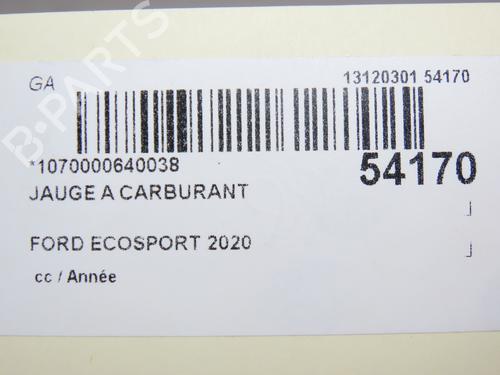 B-PARTS
GA
13120301 54170
*1070000640038
54170
JAUGE A CARBURANT
FORD ECOSPORT 2020
cc / Année